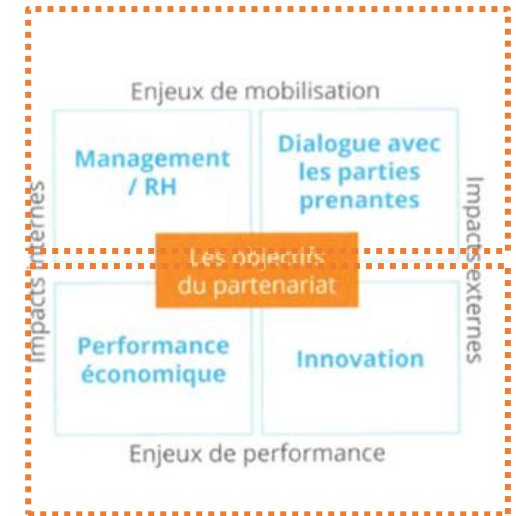 Enjeux de mobilisation
Management
/ RH
Dialogue avec
les parties
prenantes
Impacts internes
Impacts externes
Les objectifs
du partenariat
Performance
économique
Innovation
Enjeux de performance